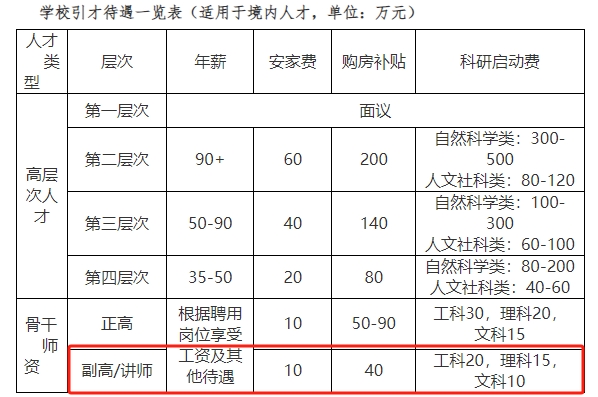 学校引才待遇一览表（适用于境内人才，单位：万元）
人才类型 层次 年薪 安家费 购房补贴 科研启动费
高层次人才 第一层次 面议
第二层次 90+ 60 200 自然科学类：300-500
人文社科类：80-120
第三层次 50-90 40 140 自然科学类：100-300
人文社科类：60-100
第四层次 35-50 20 80 自然科学类：80-200
人文社科类：40-60
骨干师资 正高 根据聘用岗位享受工资及其他待遇 10 50-90 工科30，理科20，文科15
副高/讲师 10 40 工科20，理科15，文科10